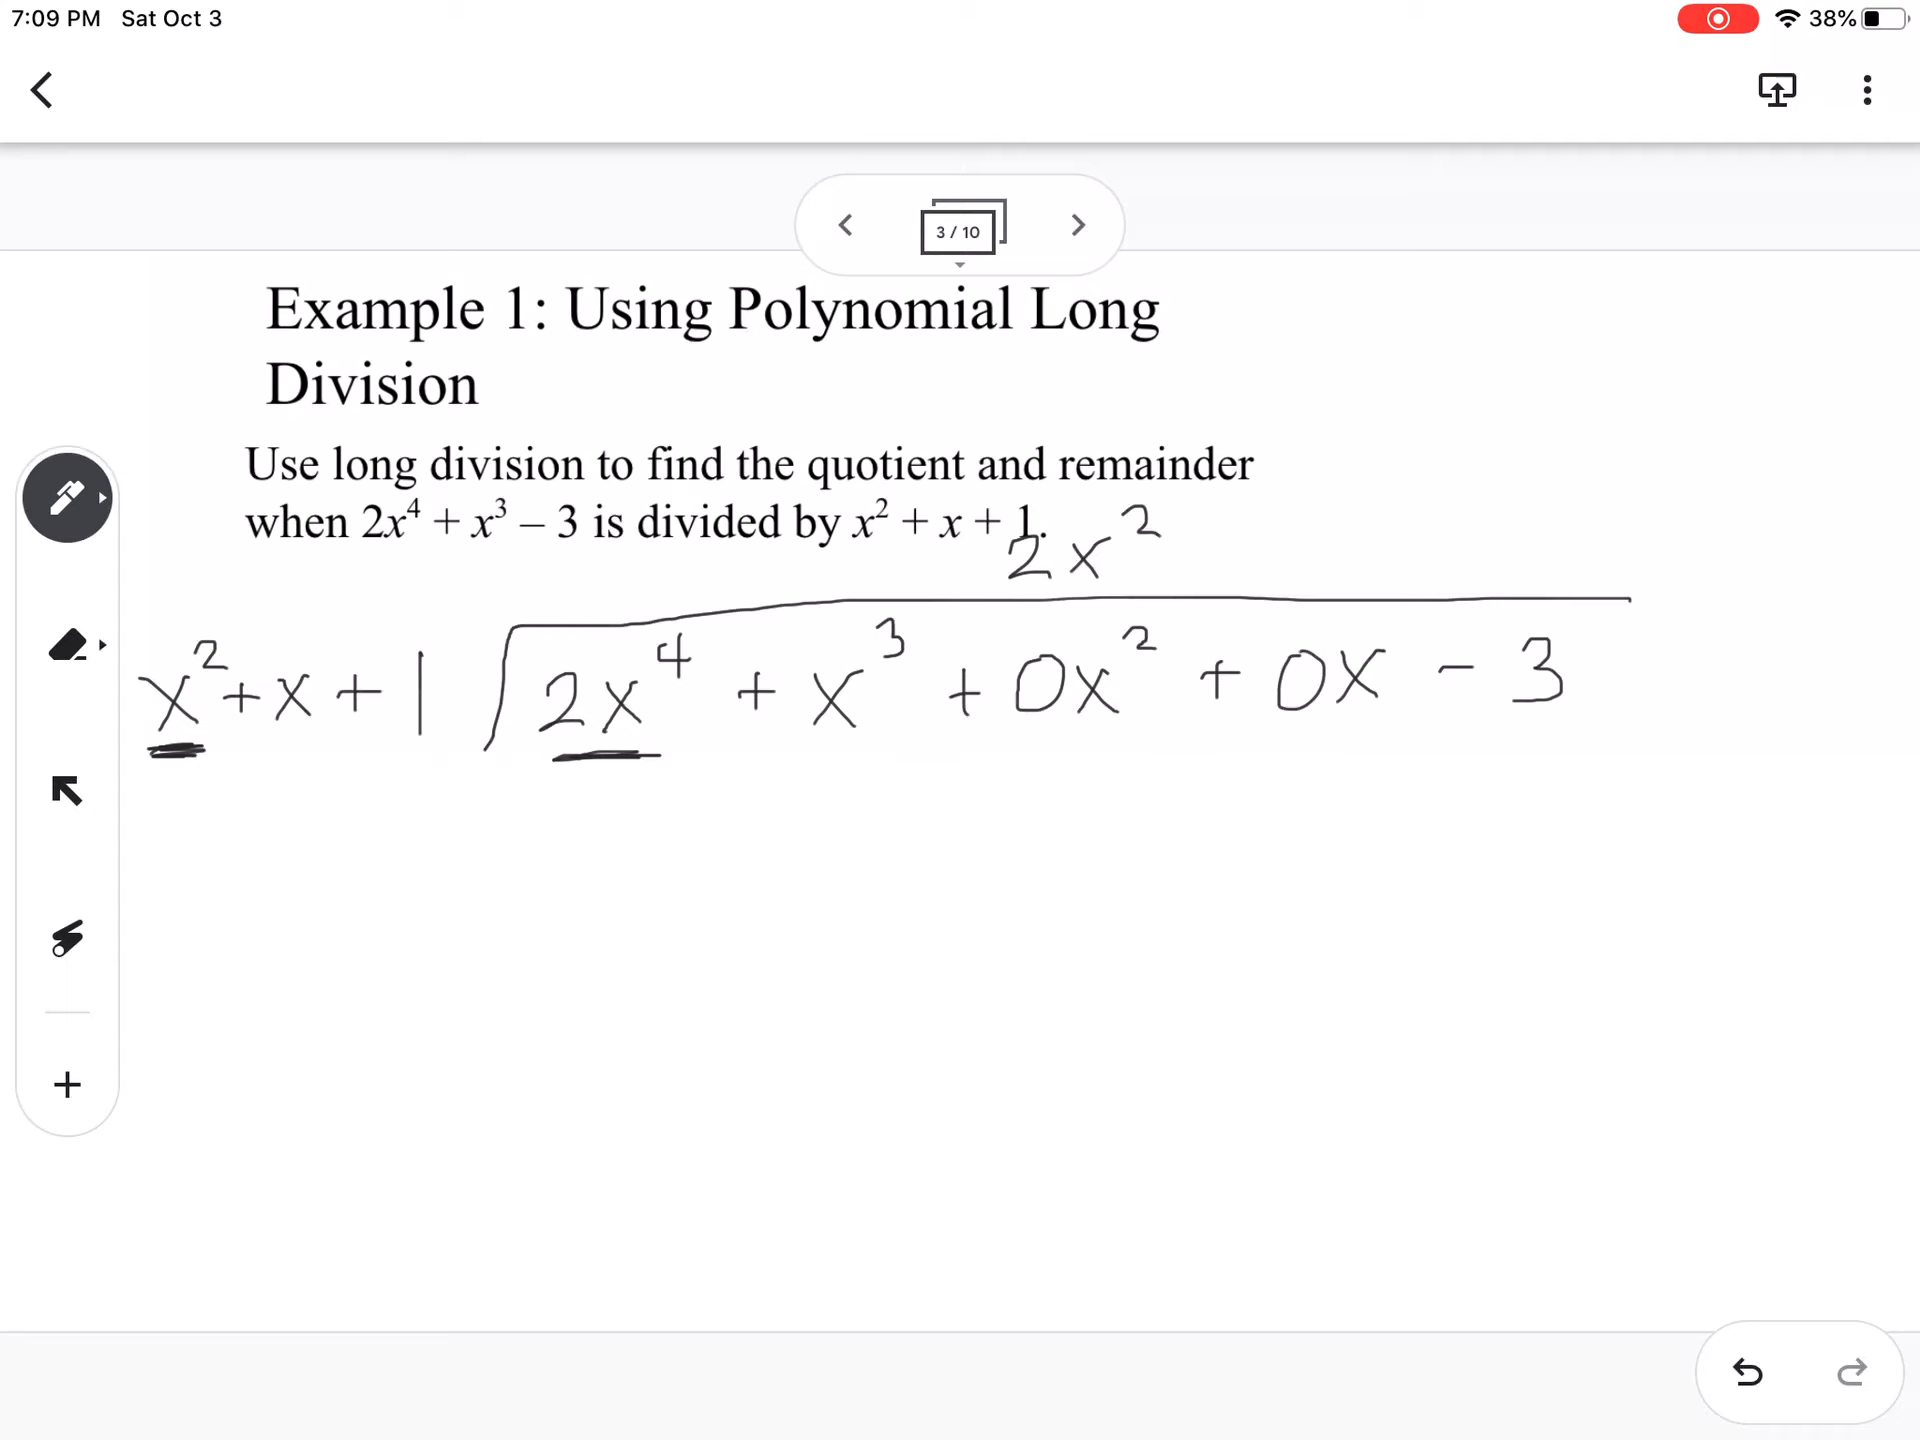 7:09 PM Sat Oct 3
38%
3 / 10
Example 1: Using Polynomial Long
Division
Use long division to find the quotient and remainder
when 2x⁴ + x³ – 3 is divided by x² + x + 1.
2x²
x² + x + 1 2x⁴ + x³ + 0x² + 0x - 3